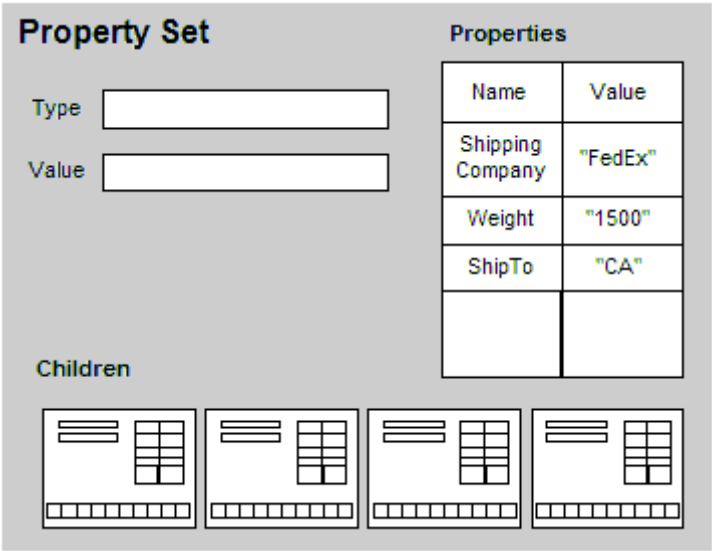 Property Set
Properties
Type
Value
Name Value
Shipping
Company "FedEx"
Weight "1500"
ShipTo "CA"
Children